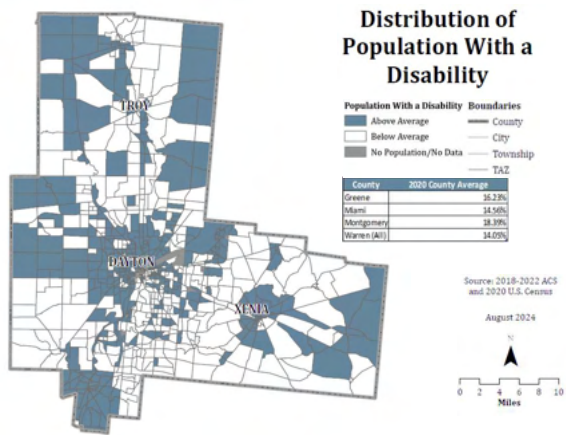 Distribution of
Population With a
Disability
Population With a Disability
Above Average
Below Average
No Population/No Data
Boundaries
County
City
Township
TAZ
County 2020 County Average
Greene 16.23%
Miami 14.56%
Montgomery 18.39%
Warren (All) 14.05%
TROY
DAYTON
XENIA
Source: 2018-2022 ACS
and 2020 U.S. Census
August 2024
N
0 2 4 6 8 10
Miles